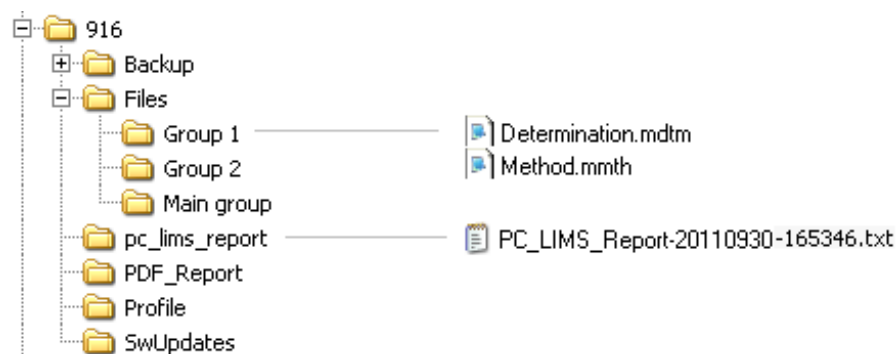 916
Backup
Files
Group 1 Determination.mdtm
Group 2 Method.mmth
Main group
pc_lims_report PC_LIMS_Report-20110930-165346.txt
PDF_Report
Profile
SwUpdates